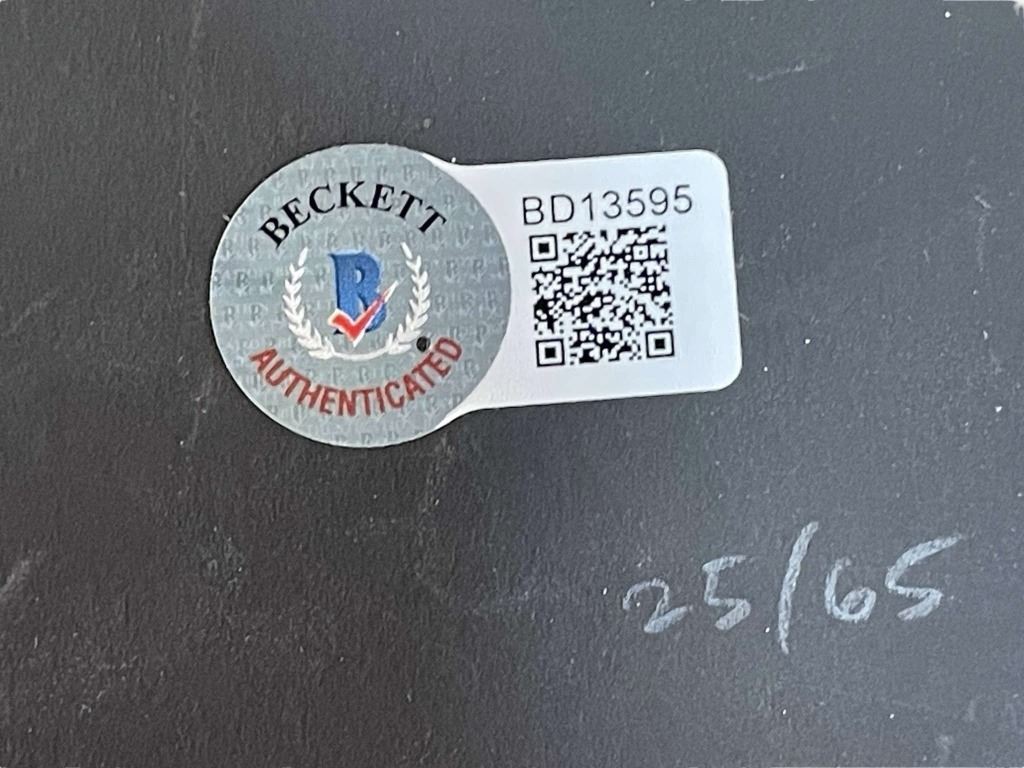 BECKETT
B
AUTHENTICATED
BD13595
25/65